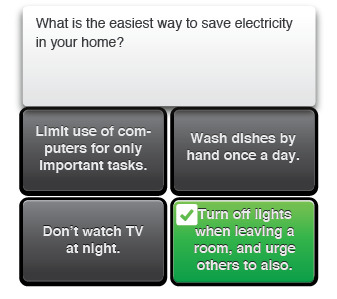 What is the easiest way to save electricity
in your home?
Limit use of com-
puters for only
important tasks.
Wash dishes by
hand once a day.
Don't watch TV
at night.
Turn off lights
when leaving a
room, and urge
others to also.